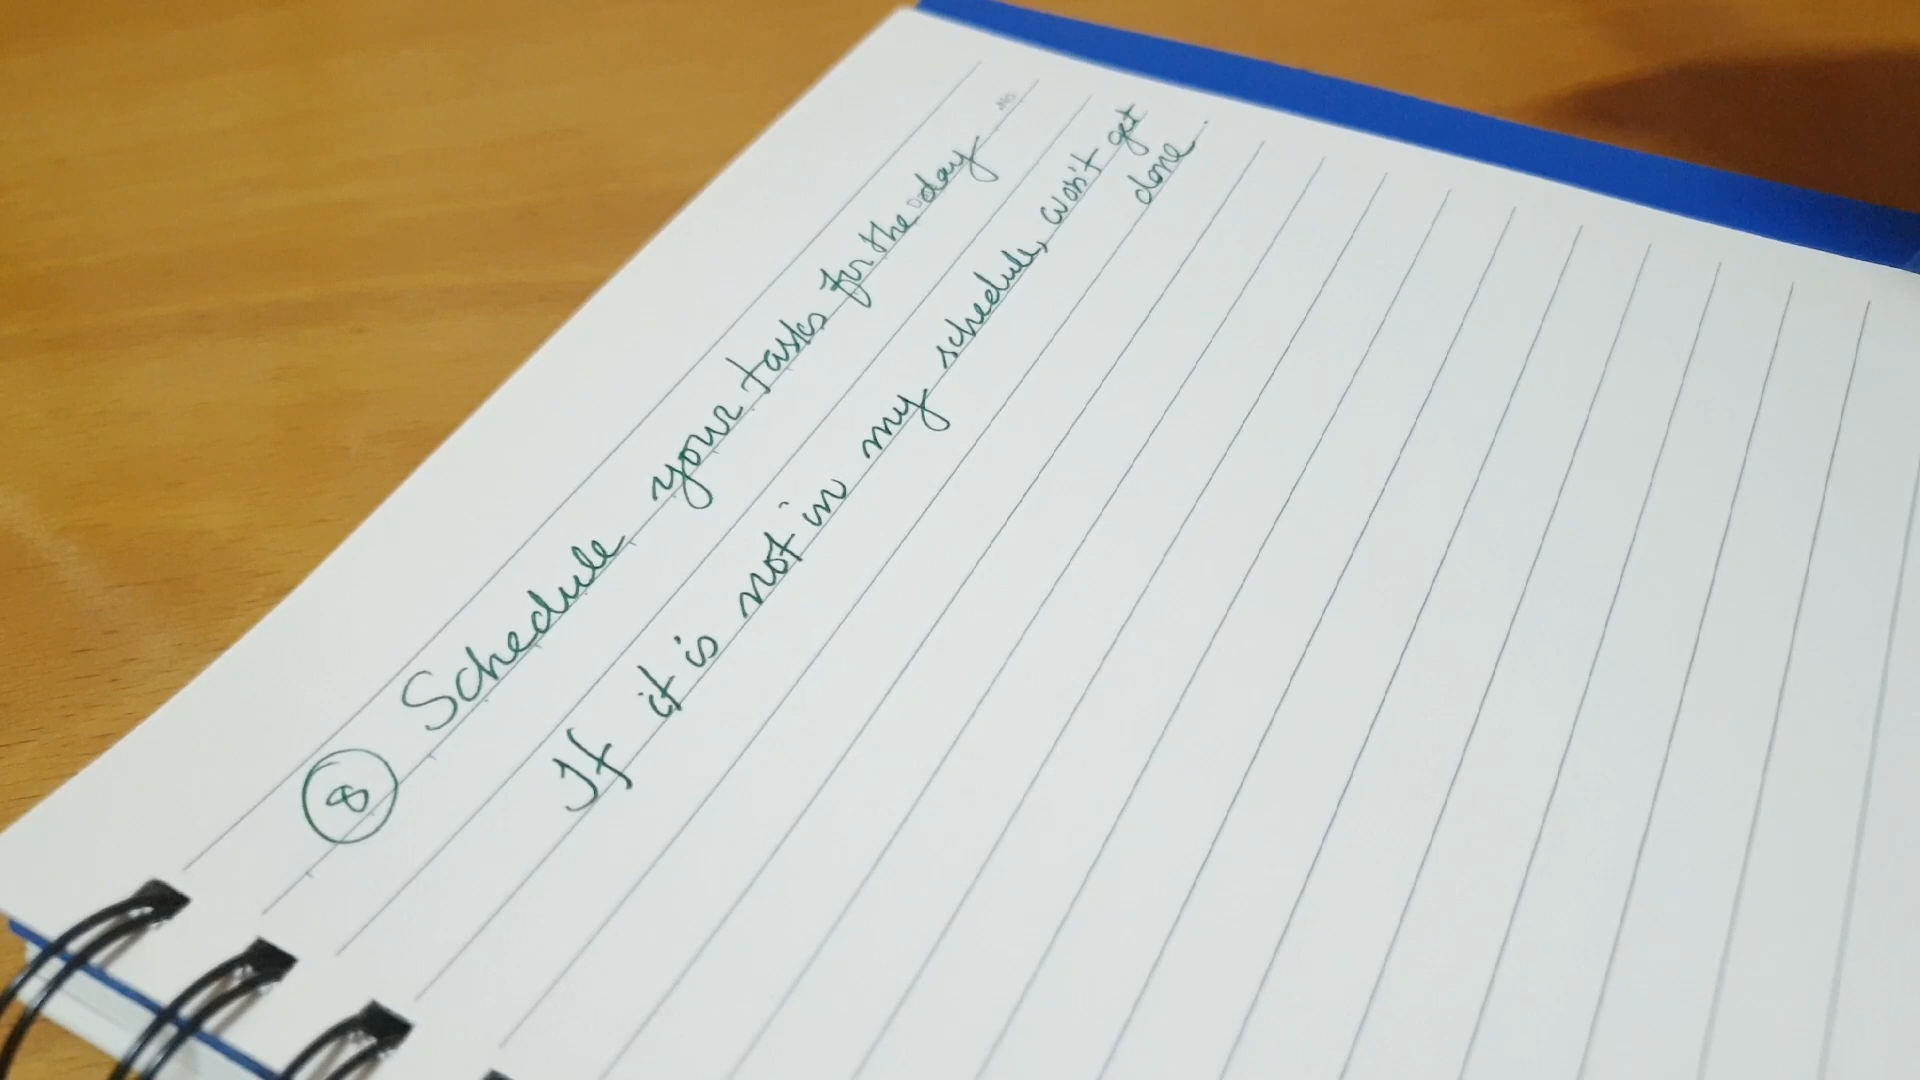 ⑧ Schedule your tasks for the day
If it is not in my schedule, won't get
done